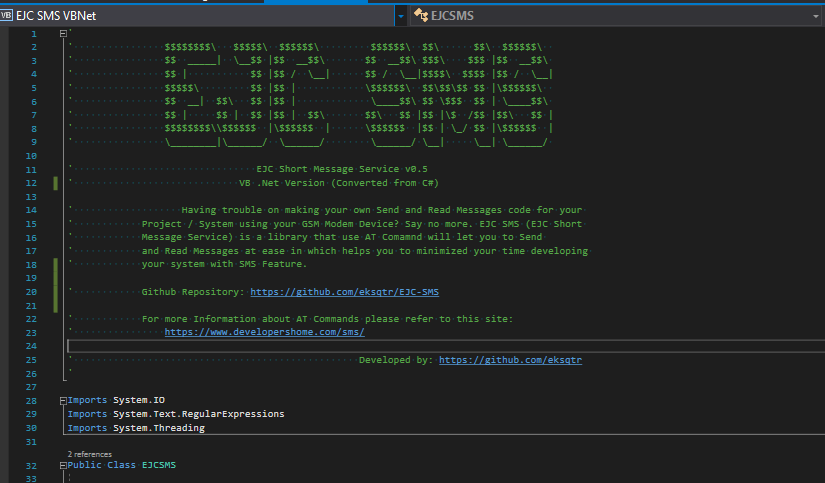 VB EJC SMS VBNet
EJCSMS
1 '
2 ' $$$$$$$$\ $$$$$\ $$$$$$\ $$$$$$\ $$\ $$\ $$$$$$\
3 ' $$ _____| \__$$ |$$ __$$\ $$ __$$\ $$$\ $$$ |$$ __$$\
4 ' $$ | $$ |$$ / \__| $$ / \__|$$$$\ $$$$ |$$ / \__|
5 ' $$$$$\ $$ |$$ | \$$$$$$\ $$\$$\$$ $$ |\$$$$$$\
6 ' $$ __| $$\ $$ |$$ | \____$$\ $$ \$$$ $$ | \____$$\
7 ' $$ | $$ | $$ |$$ | $$\ $$\ $$ |$$ |\$ /$$ |$$\ $$ |
8 ' $$$$$$$$\\$$$$$$ |\$$$$$$ | \$$$$$$ |$$ | \_/ $$ |\$$$$$$ |
9 ' \________|\______/ \______/ \______/ \__| \__| \______/
10
11 ' EJC Short Message Service v0.5
12 ' VB .Net Version (Converted from C#)
13
14 ' Having trouble on making your own Send and Read Messages code for your
15 ' Project / System using your GSM Modem Device? Say no more. EJC SMS (EJC Short
16 ' Message Service) is a library that use AT Comamnd will let you to Send
17 ' and Read Messages at ease in which helps you to minimized your time developing
18 ' your system with SMS Feature.
19
20 ' Github Repository: https://github.com/eksqtr/EJC-SMS
21
22 ' For more Information about AT Commands please refer to this site:
23 ' https://www.developershome.com/sms/
24
25 ' Developed by: https://github.com/eksqtr
26 '
27
28 Imports System.IO
29 Imports System.Text.RegularExpressions
30 Imports System.Threading
31
2 references
32 Public Class EJCSMS
33